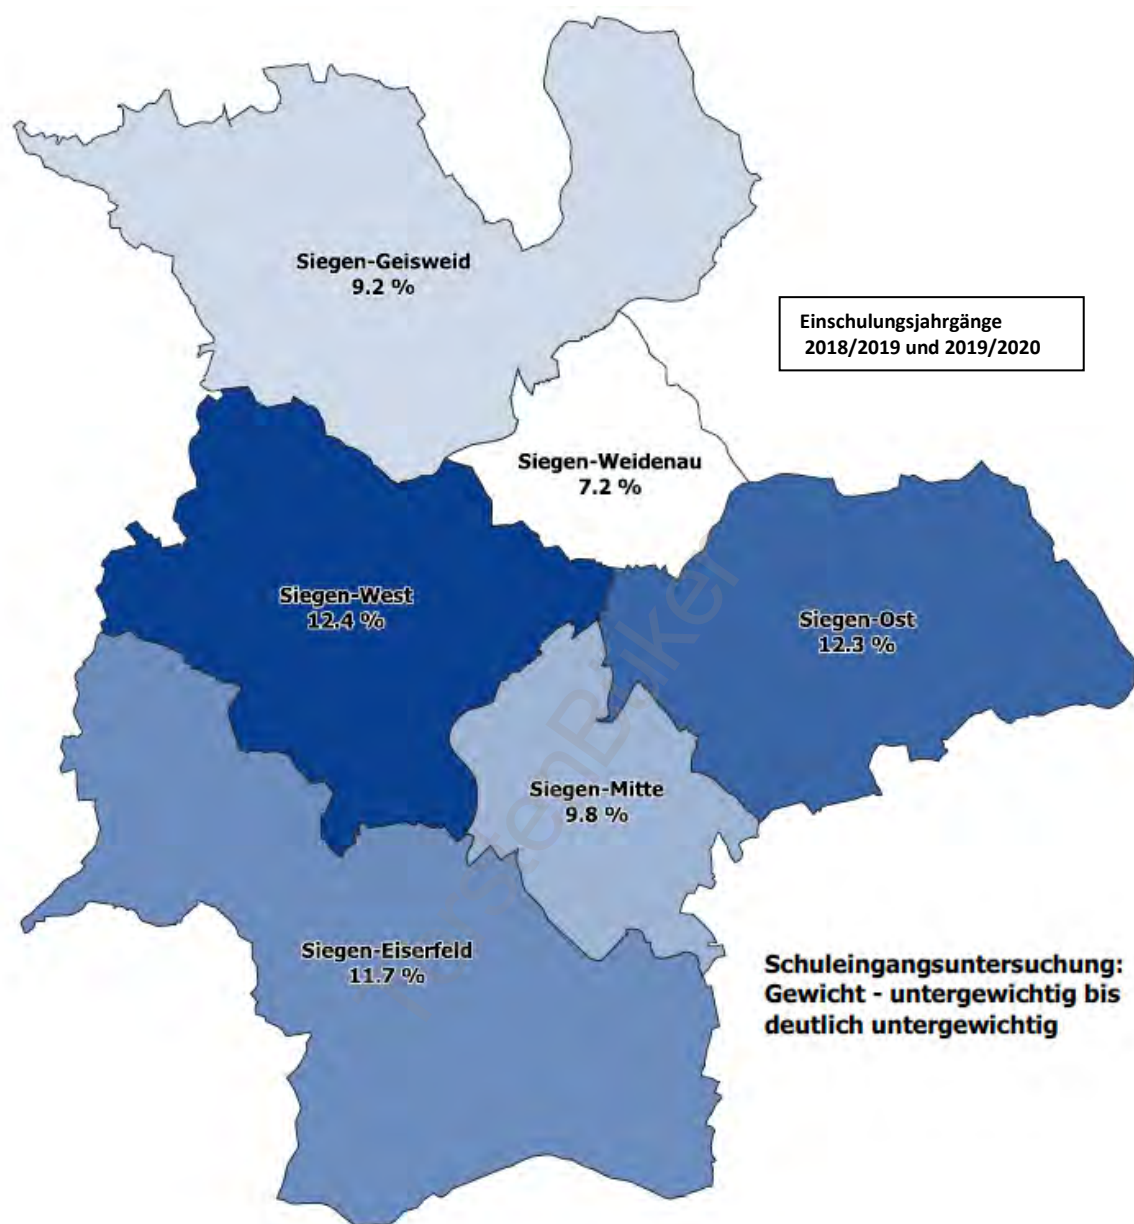 Siegen-Geisweid
9.2 %
Einschulungsjahrgänge
2018/2019 und 2019/2020
Siegen-Weidenau
7.2 %
Siegen-West
12.4 %
Siegen-Ost
12.3 %
Siegen-Mitte
9.8 %
Siegen-Eiserfeld
11.7 %
Schuleingangsuntersuchung:
Gewicht - untergewichtig bis
deutlich untergewichtig